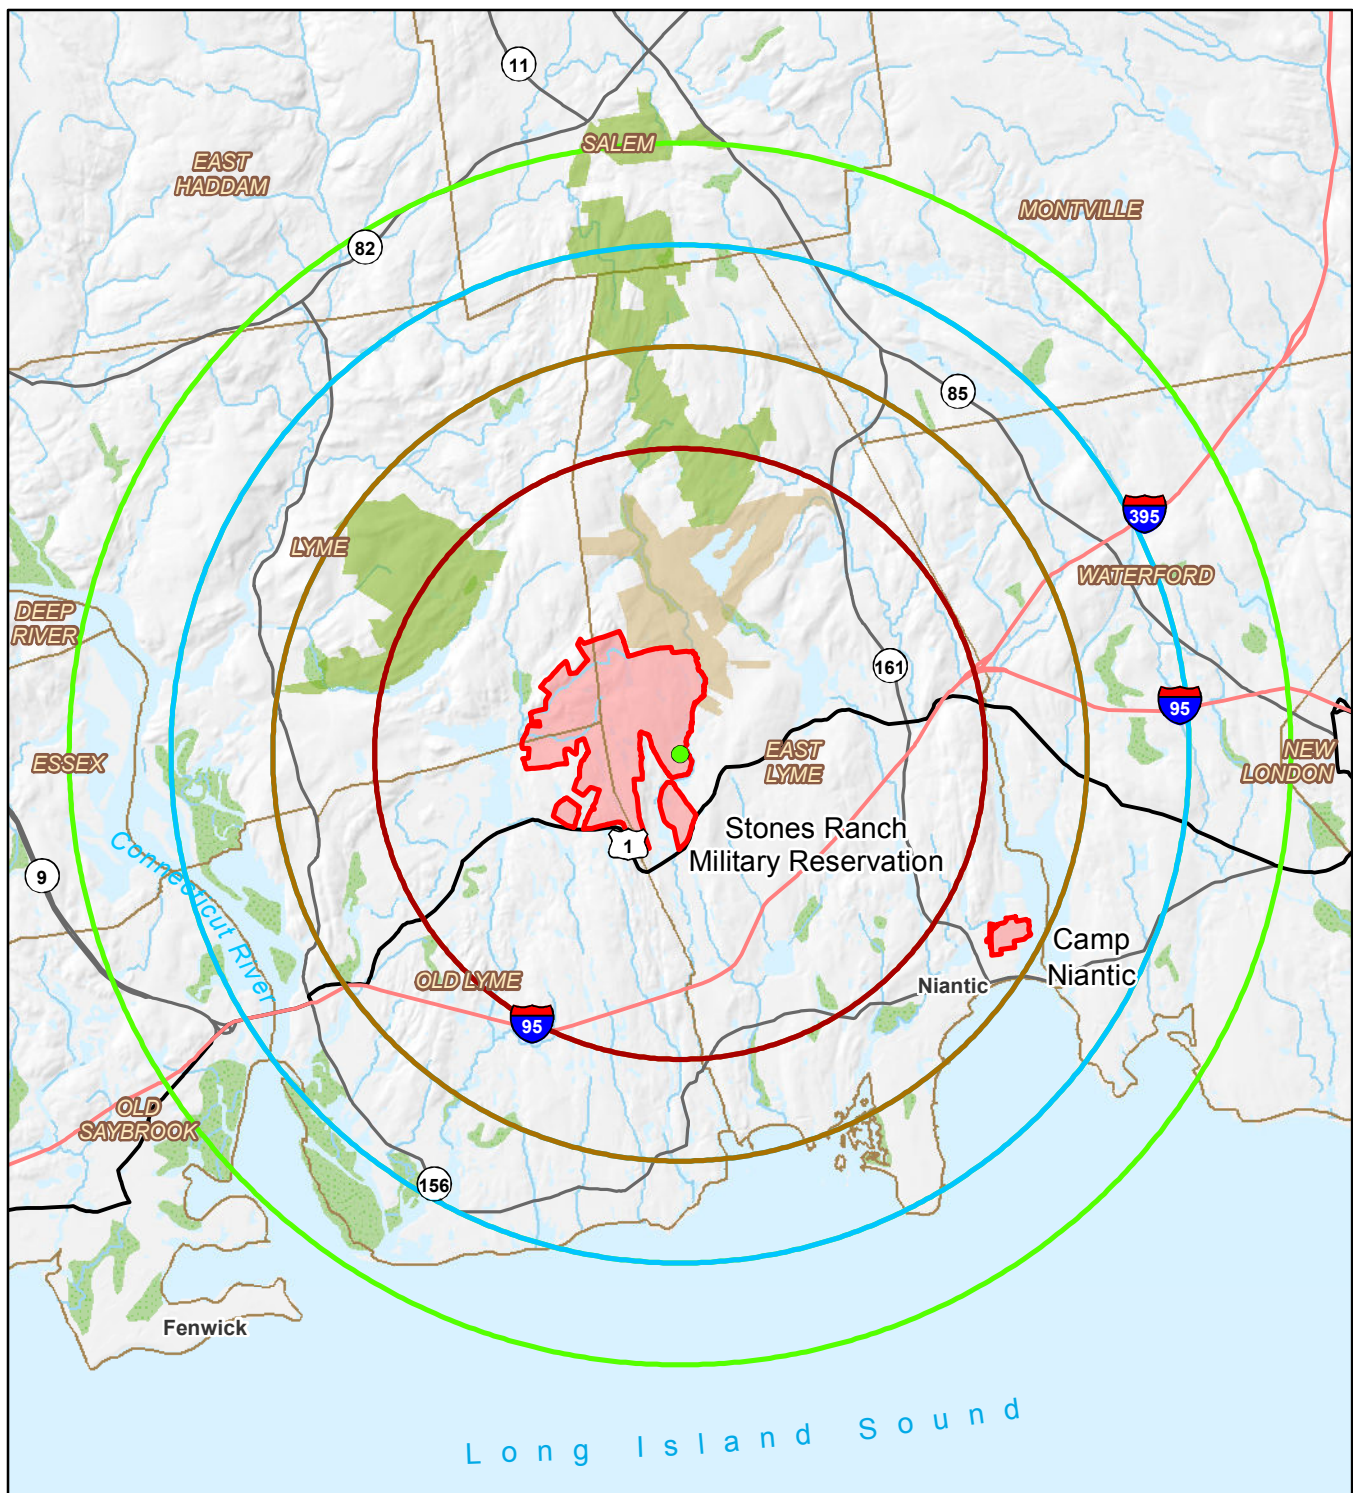 11
SALEM
EAST
HADDAM
MONTVILLE
82
85
395
LYME
WATERFORD
DEEP
RIVER
161
95
ESSEX
EAST
LYME
NEW
LONDON
Stones Ranch
Military Reservation
1
9
Connecticut River
Camp
Niantic
OLD LYME
Niantic
95
OLD
SAYBROOK
156
Fenwick
Long Island Sound